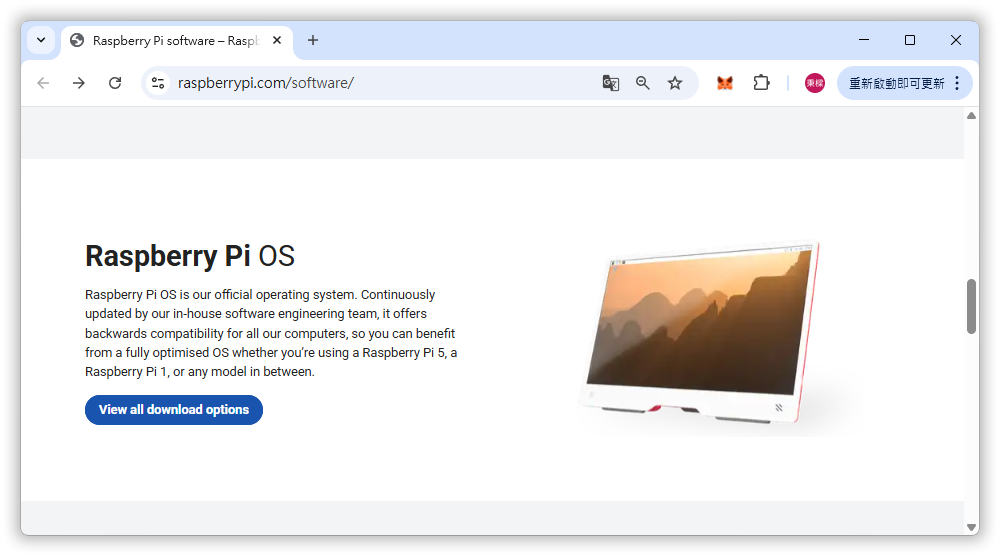 Raspberry Pi software – Raspb
raspberrypi.com/software/
秉樑
重新啟動即可更新
Raspberry Pi OS
Raspberry Pi OS is our official operating system. Continuously
updated by our in-house software engineering team, it offers
backwards compatibility for all our computers, so you can benefit
from a fully optimised OS whether you’re using a Raspberry Pi 5, a
Raspberry Pi 1, or any model in between.
View all download options